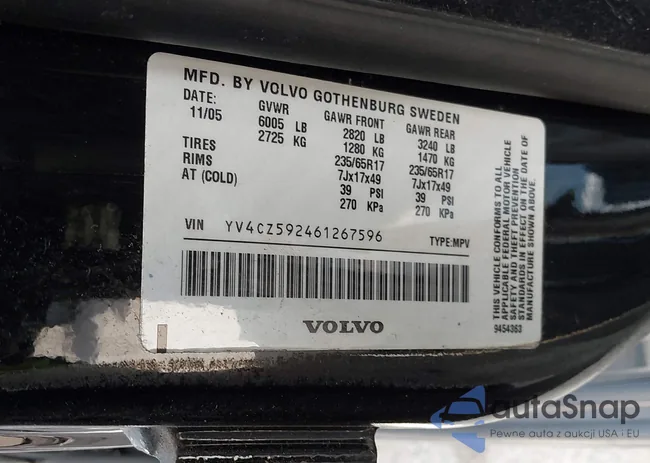 MFD. BY VOLVO GOTHENBURG SWEDEN
DATE: GVWR GAWR FRONT GAWR REAR
11/05 6005 LB 2820 LB 3240 LB
2725 KG 1280 KG 1470 KG
TIRES 235/65R17 235/65R17
RIMS 7Jx17x49 7Jx17x49
AT (COLD) 39 PSI 39 PSI
270 KPa 270 KPa
VIN YV4CZ592461267596 TYPE:MPV
VOLVO
THIS VEHICLE CONFORMS TO ALL
APPLICABLE FEDERAL MOTOR VEHICLE
SAFETY AND THEFT PREVENTION
STANDARDS IN EFFECT ON THE DATE OF
MANUFACTURE SHOWN ABOVE.
9454363
autaSnap
Pewne auta z aukcji USA i EU